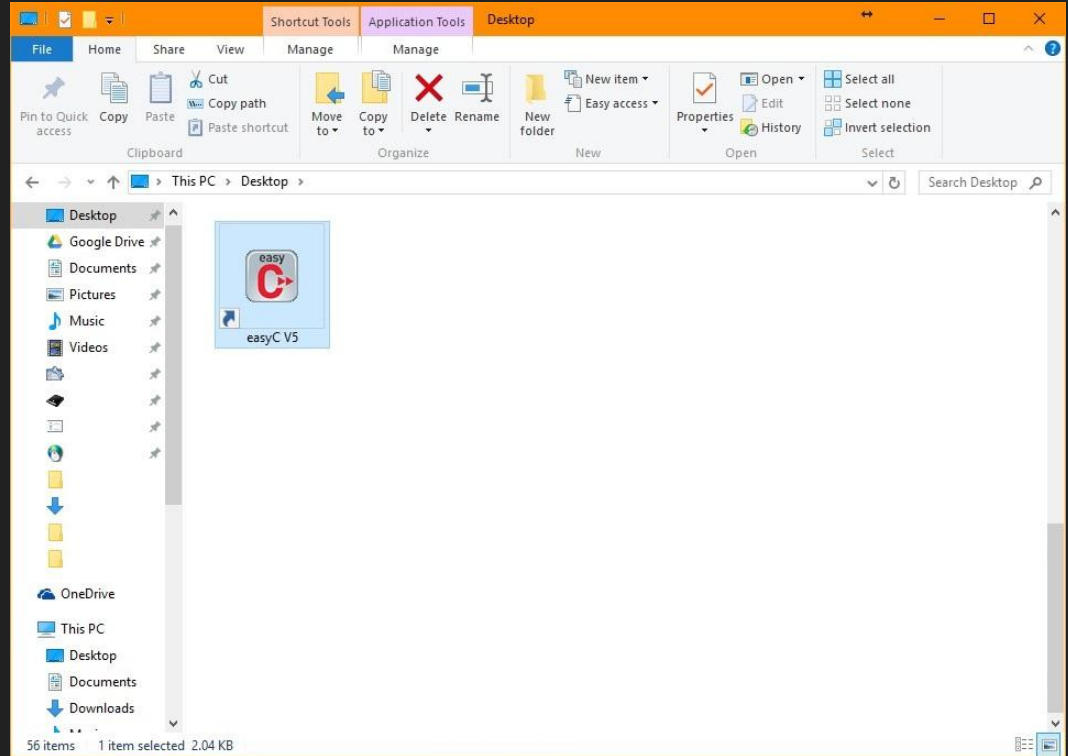 Shortcut Tools Application Tools Desktop
File Home Share View Manage Manage
Pin to Quick access
Copy
Paste
Cut
Copy path
Paste shortcut
Clipboard
Move to
Copy to
Delete
Rename
Organize
New folder
New item
Easy access
New
Properties
Open
Edit
History
Open
Select all
Select none
Invert selection
Select
This PC > Desktop >
Search Desktop
Desktop
Google Drive
Documents
Pictures
Music
Videos
OneDrive
This PC
Desktop
Documents
Downloads
easy
C
easyC V5
56 items 1 item selected 2.04 KB